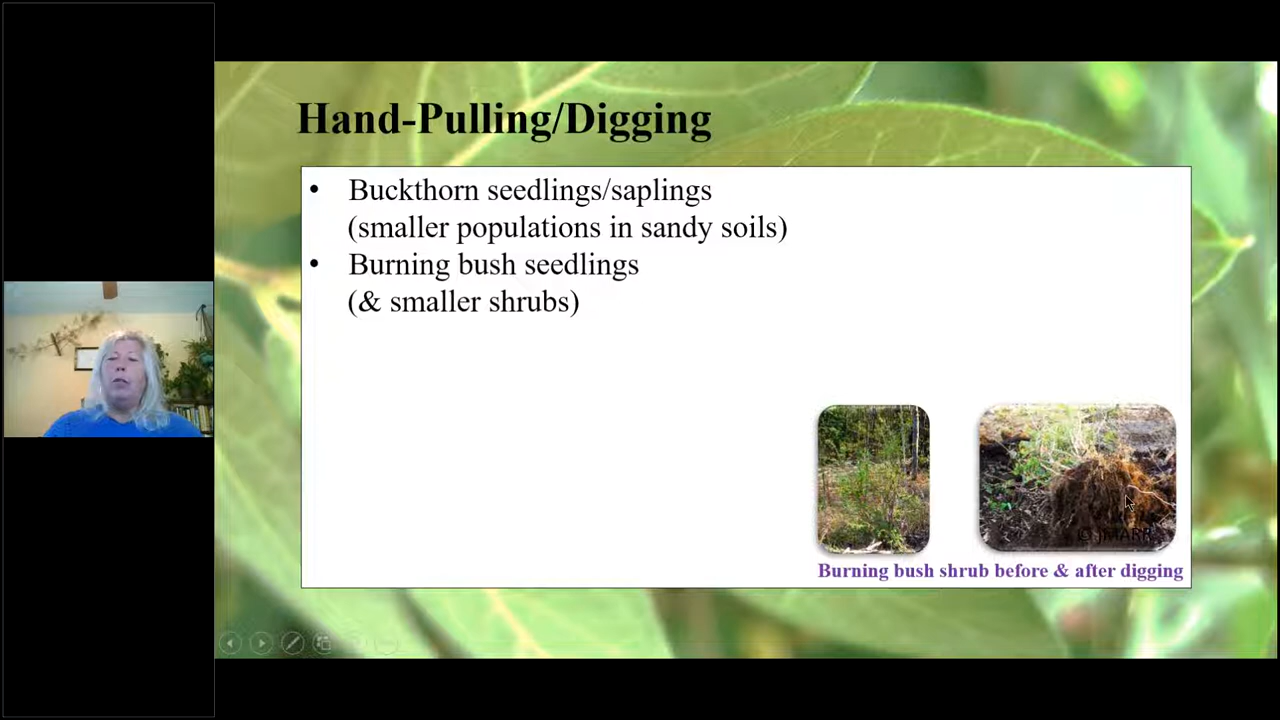 Hand-Pulling/Digging
• Buckthorn seedlings/saplings
(smaller populations in sandy soils)
• Burning bush seedlings
(& smaller shrubs)
© JMARR
Burning bush shrub before & after digging